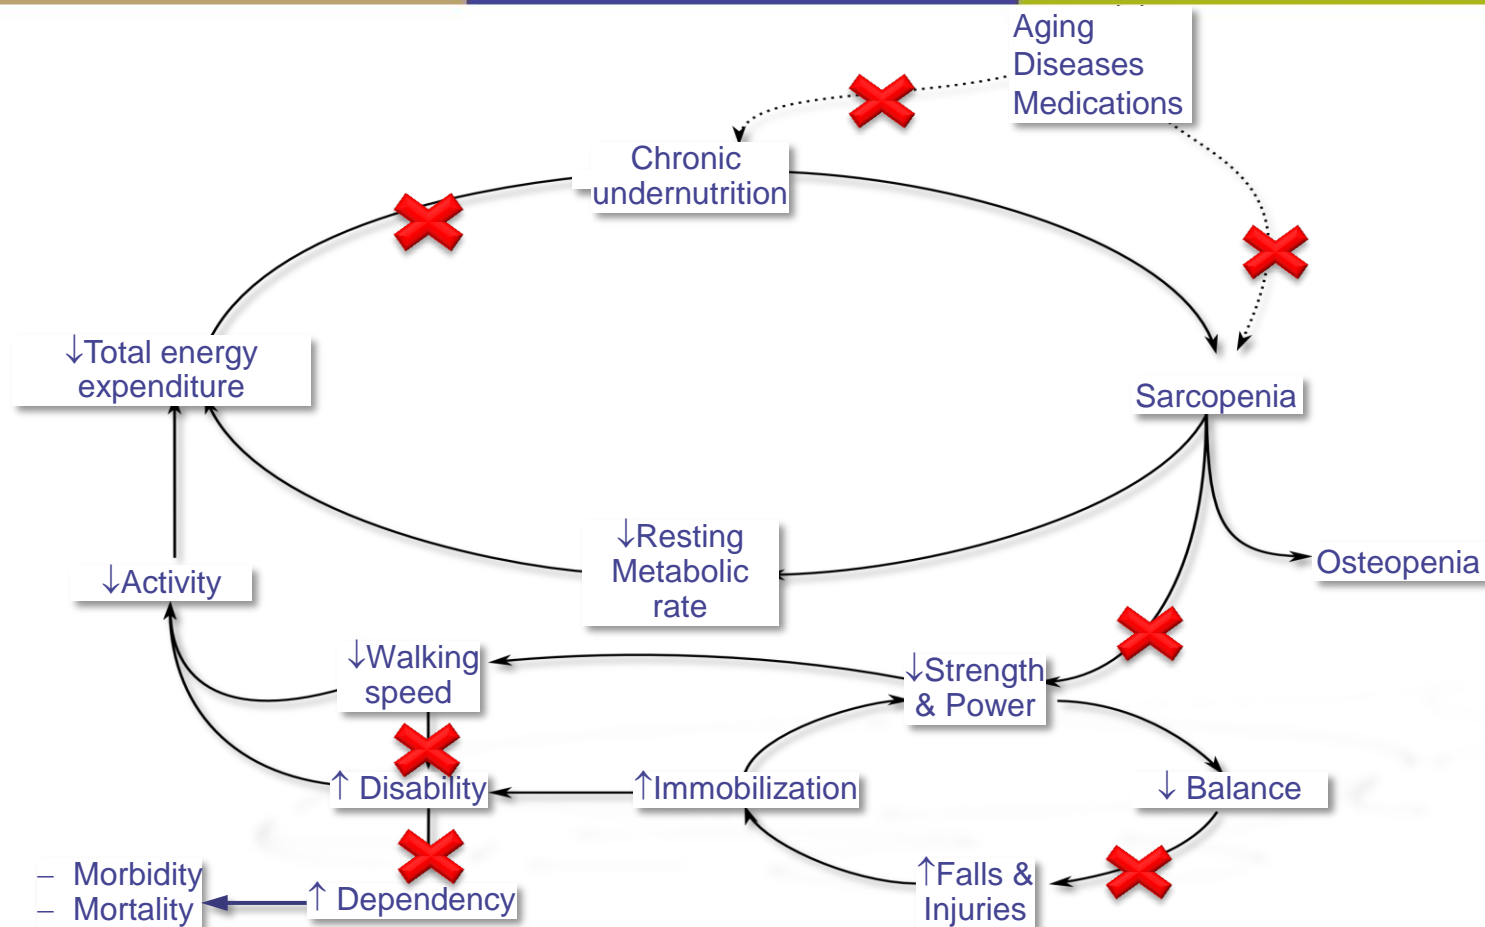 Aging
Diseases
Medications
Chronic
undernutrition
↓Total energy
expenditure
Sarcopenia
↓Resting
Metabolic
rate
Osteopenia
↓Activity
↓Walking
speed
↓Strength
& Power
↑ Disability
↑Immobilization
↓ Balance
– Morbidity
– Mortality
↑ Dependency
↑Falls &
Injuries